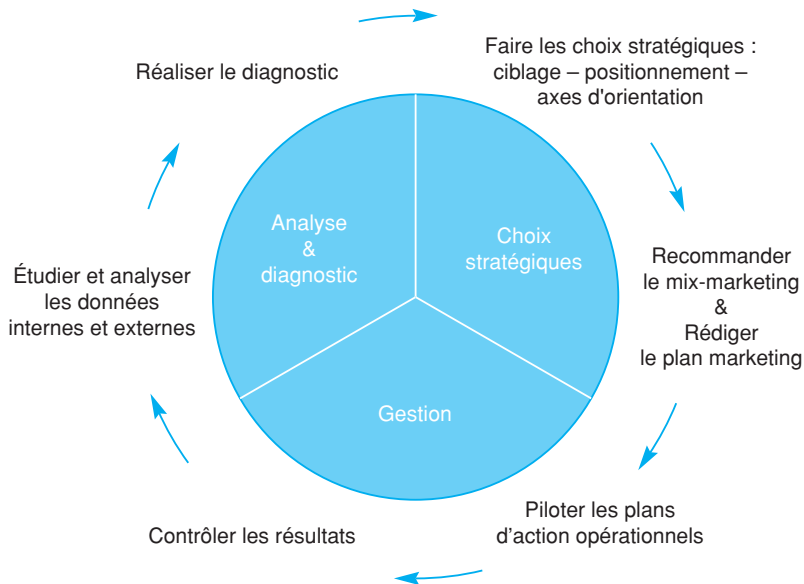 Réaliser le diagnostic
Faire les choix stratégiques :
ciblage – positionnement –
axes d'orientation
Analyse
&
diagnostic
Choix
stratégiques
Gestion
Étudier et analyser
les données
internes et externes
Recommander
le mix-marketing
&
Rédiger
le plan marketing
Contrôler les résultats
Piloter les plans
d’action opérationnels